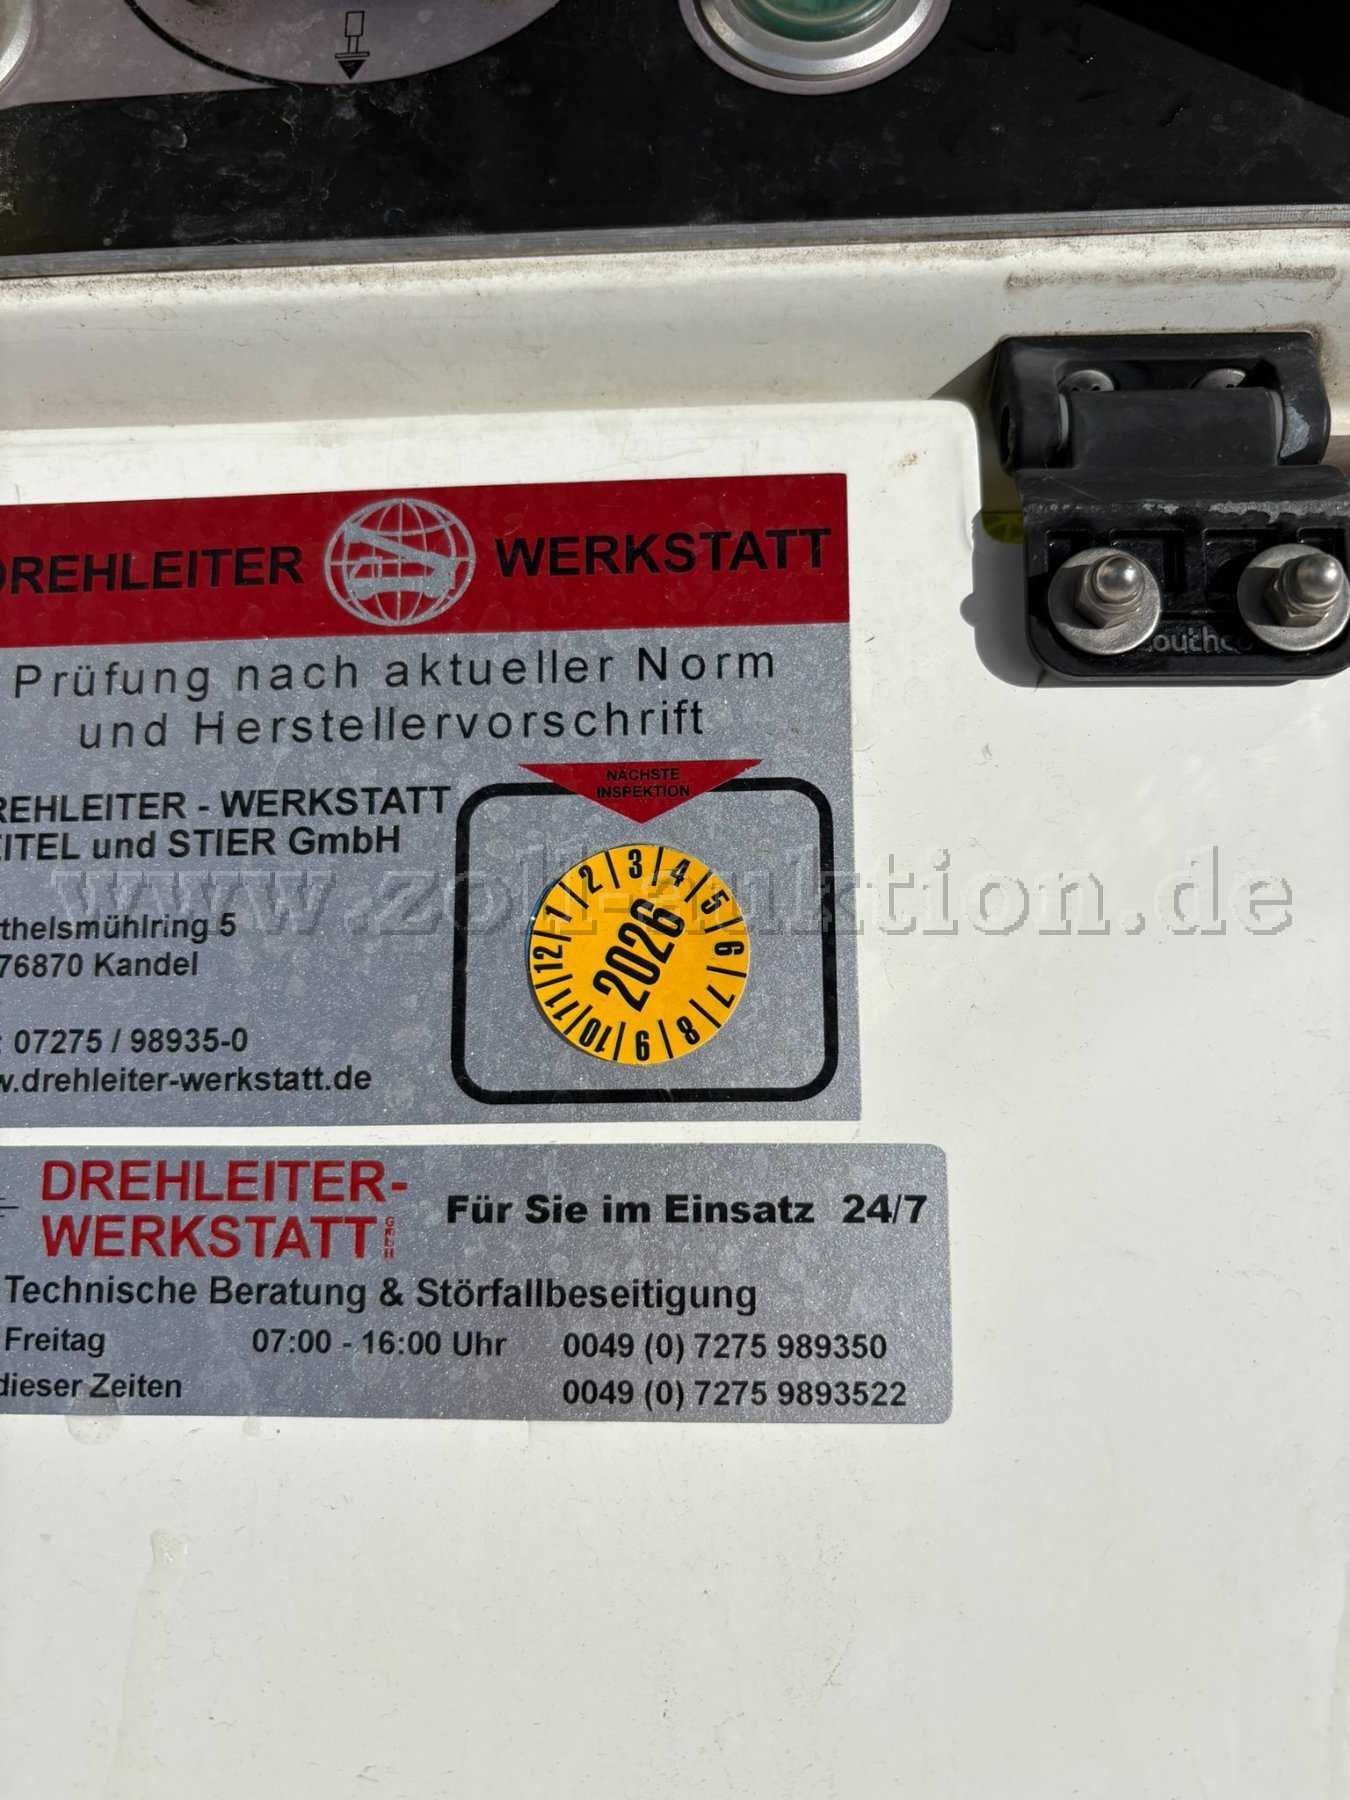 DREHLEITER WERKSTATT
Prüfung nach aktueller Norm
und Herstellervorschrift
NÄCHSTE
INSPEKTION
REHLEITER - WERKSTATT
EITEL und STIER GmbH
thelsmühlring 5
76870 Kandel
: 07275 / 98935-0
w.drehleiter-werkstatt.de
1 2 3 4 5 6 7 8 9 10 11 12
2026
www.zoll-auktion.de
southco
DREHLEITER-
WERKSTATT GmbH
Für Sie im Einsatz 24/7
Technische Beratung & Störfallbeseitigung
Freitag 07:00 - 16:00 Uhr 0049 (0) 7275 989350
dieser Zeiten 0049 (0) 7275 9893522